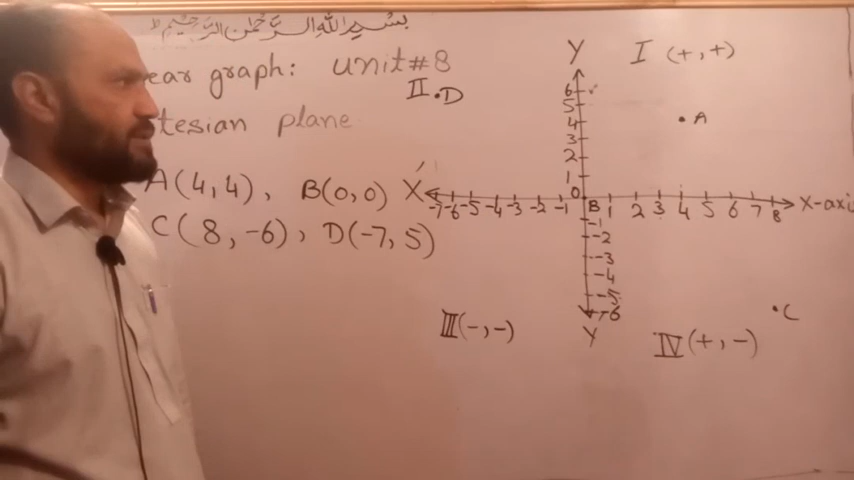 بسم الله الرحمن الرحيم
ear graph: unit#8
tesian plane
A(4,4), B(0,0)
C(8,-6), D(-7,5)
Y
I (+,+)
II .D
6
5
4 .A
3
2
1
0
X′ -7 -6 -5 -4 -3 -2 -1 B 1 2 3 4 5 6 7 8 X-axi
-1
-2
-3
-4
-5
-6
Y
.C
III(-,-)
IV(+,-)